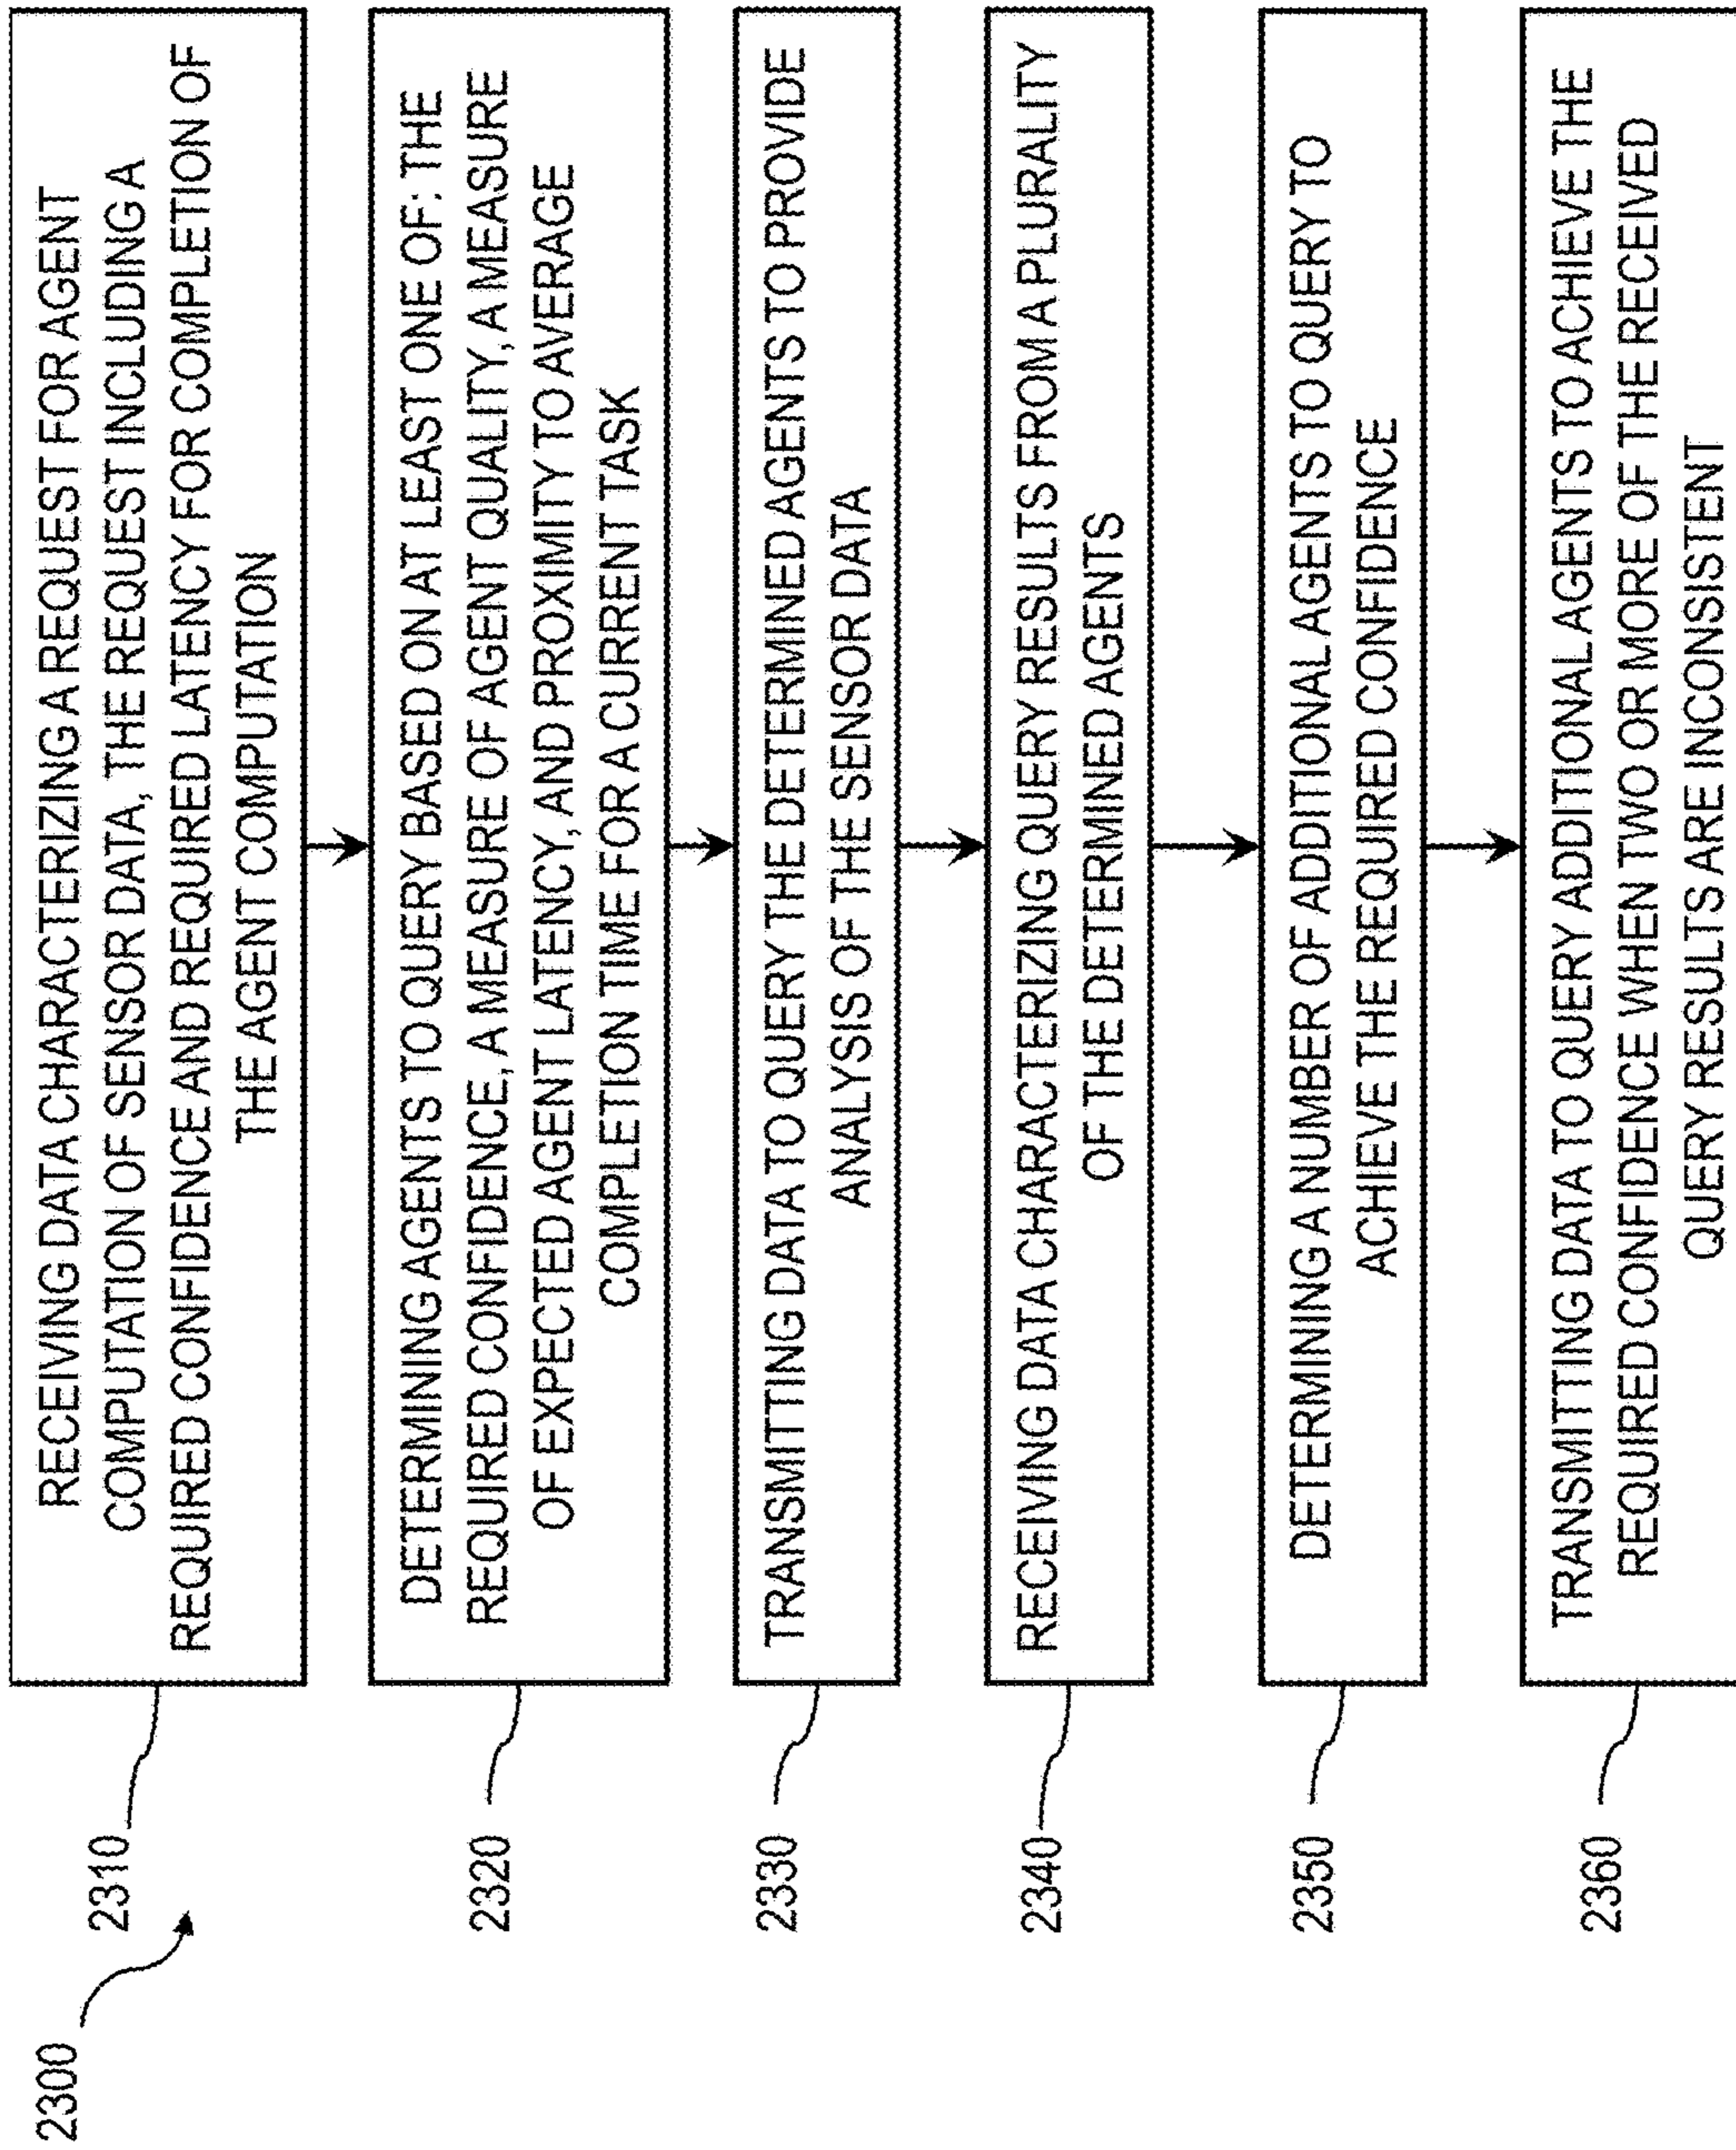 2300
2310
RECEIVING DATA CHARACTERIZING A REQUEST FOR AGENT
COMPUTATION OF SENSOR DATA, THE REQUEST INCLUDING A
REQUIRED CONFIDENCE AND REQUIRED LATENCY FOR COMPLETION OF
THE AGENT COMPUTATION
2320
DETERMINING AGENTS TO QUERY BASED ON AT LEAST ONE OF: THE
REQUIRED CONFIDENCE, A MEASURE OF AGENT QUALITY, A MEASURE
OF EXPECTED AGENT LATENCY, AND PROXIMITY TO AVERAGE
COMPLETION TIME FOR A CURRENT TASK
2330
TRANSMITTING DATA TO QUERY THE DETERMINED AGENTS TO PROVIDE
ANALYSIS OF THE SENSOR DATA
2340
RECEIVING DATA CHARACTERIZING QUERY RESULTS FROM A PLURALITY
OF THE DETERMINED AGENTS
2350
DETERMINING A NUMBER OF ADDITIONAL AGENTS TO QUERY TO
ACHIEVE THE REQUIRED CONFIDENCE
2360
TRANSMITTING DATA TO QUERY ADDITIONAL AGENTS TO ACHIEVE THE
REQUIRED CONFIDENCE WHEN TWO OR MORE OF THE RECEIVED
QUERY RESULTS ARE INCONSISTENT